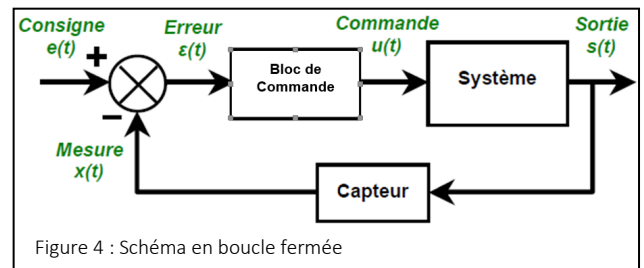 Consigne
e(t)
Erreur
ε(t)
Commande
u(t)
Sortie
s(t)
+
−
Bloc de
Commande
Système
Mesure
x(t)
Capteur
Figure 4 : Schéma en boucle fermée